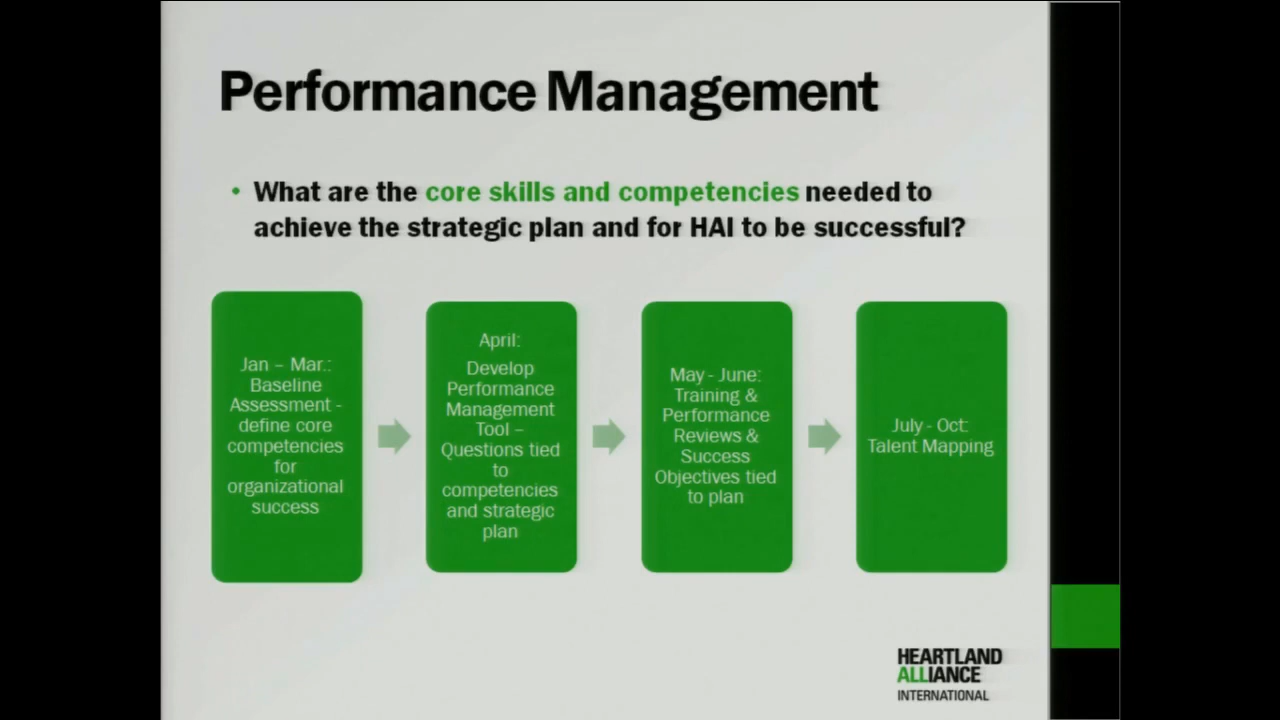 Performance Management
• What are the core skills and competencies needed to
achieve the strategic plan and for HAI to be successful?
Jan – Mar.:
Baseline
Assessment -
define core
competencies
for
organizational
success
April:
Develop
Performance
Management
Tool –
Questions tied
to
competencies
and strategic
plan
May - June:
Training &
Performance
Reviews &
Success
Objectives tied
to plan
July - Oct:
Talent Mapping
HEARTLAND
ALLIANCE
INTERNATIONAL